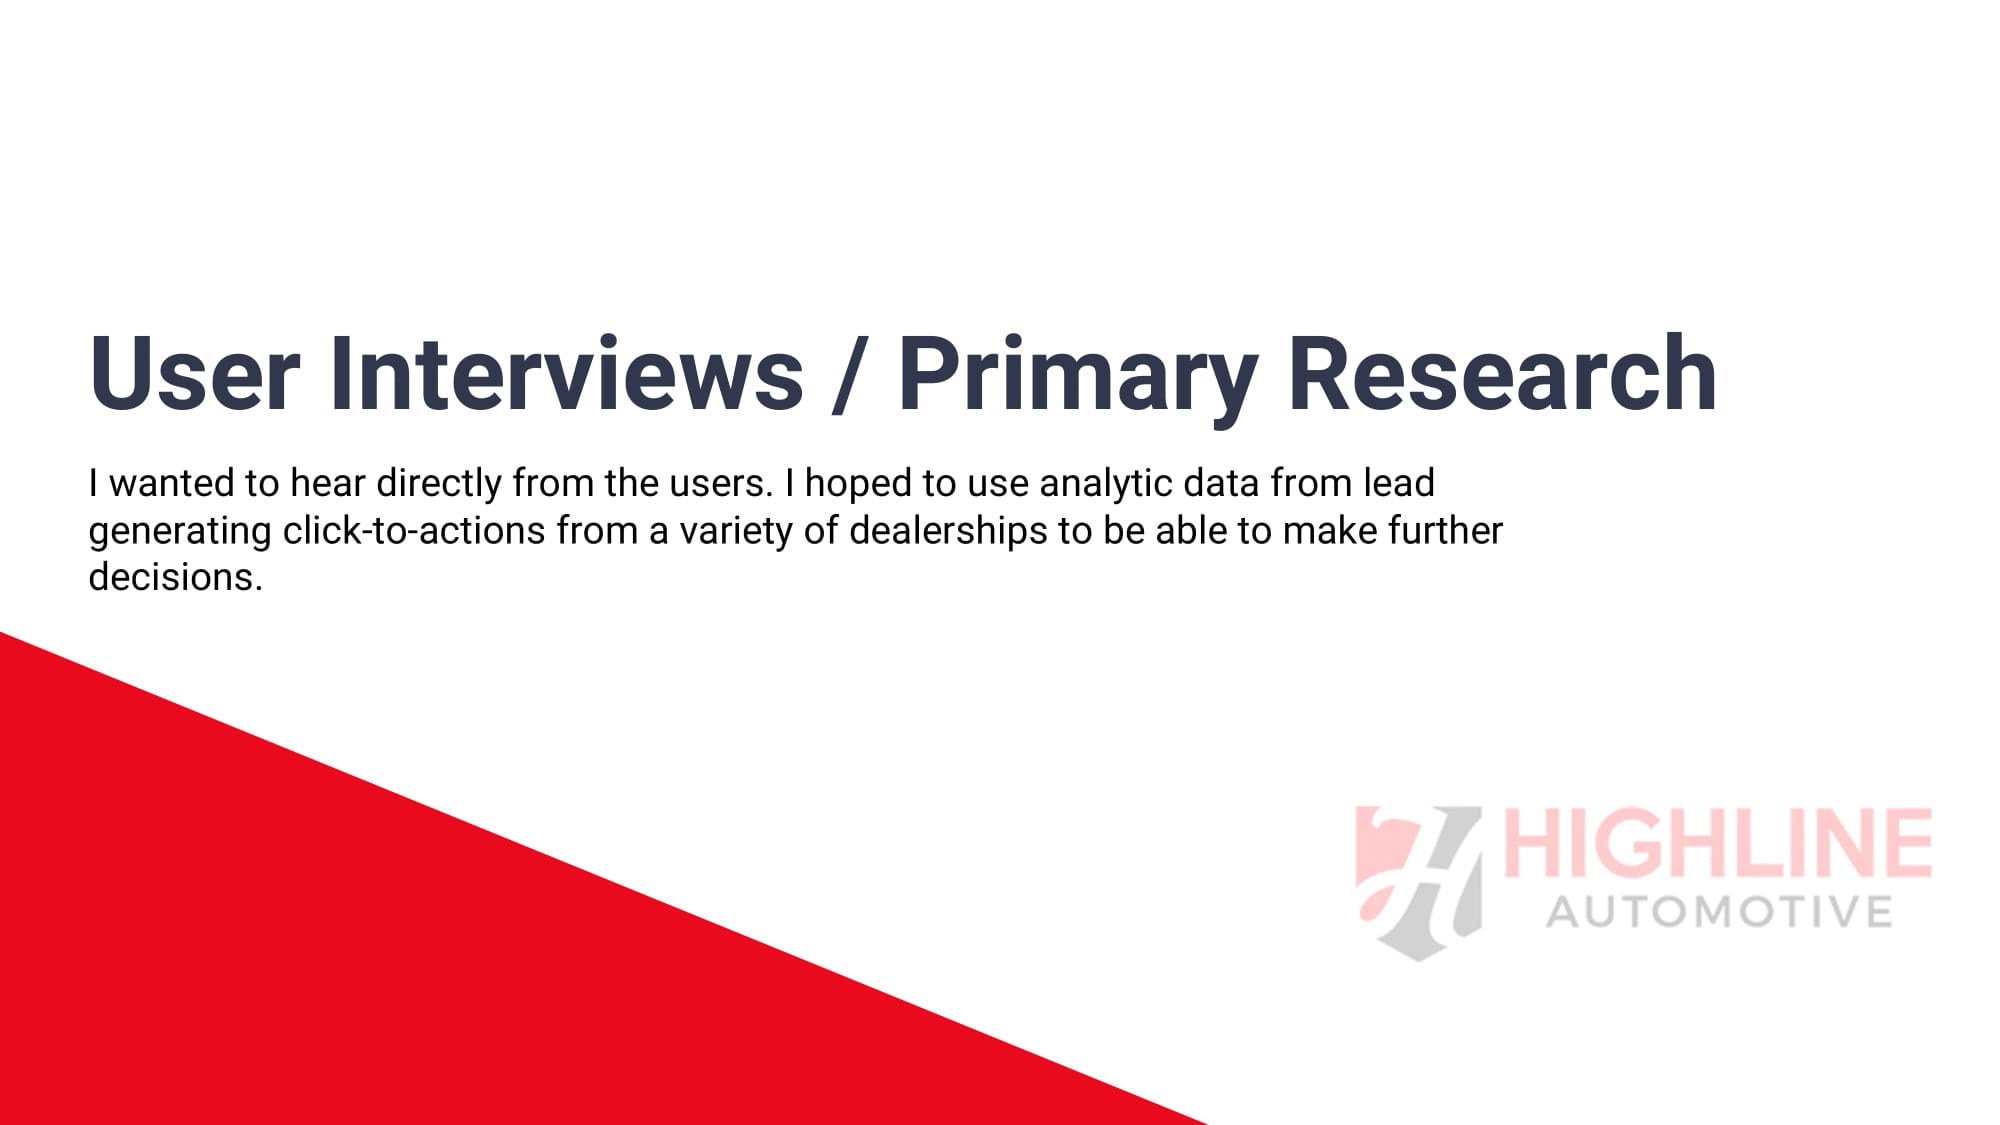 User Interviews / Primary Research
I wanted to hear directly from the users. I hoped to use analytic data from lead
generating click-to-actions from a variety of dealerships to be able to make further
decisions.
HIGHLINE
AUTOMOTIVE